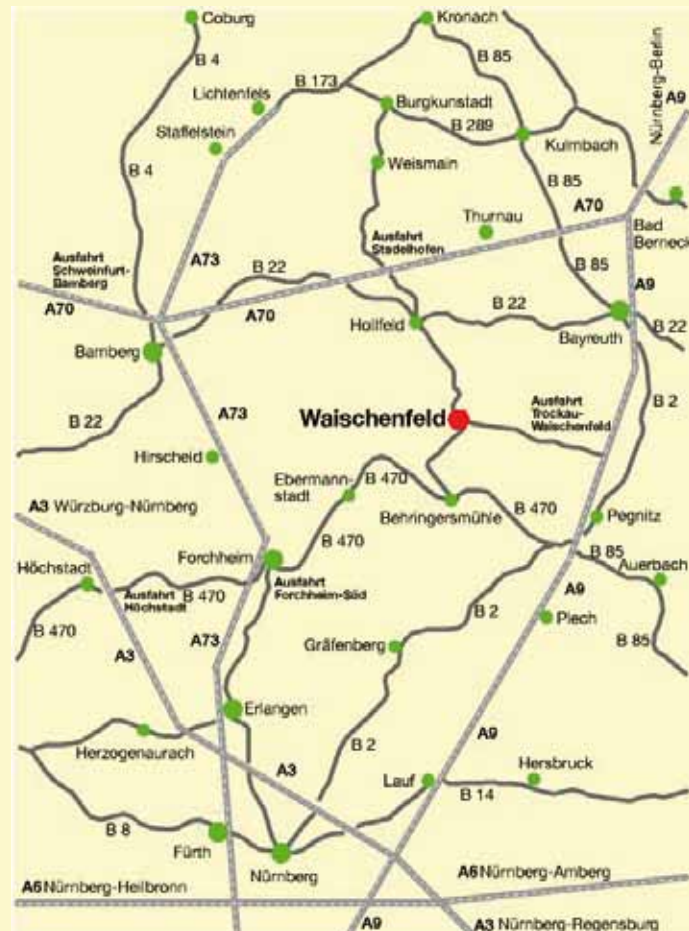 Coburg
Kronach
B 4
B 85
Nürnberg-Berlin
A9
Lichtenfels
B 173
Burgkunstadt
Staffelstein
B 289
Kulmbach
B 4
Weismain
B 85
Thurnau
A70
Ausfahrt
Schweinfurt-
Bamberg
A73
Ausfahrt
Stadelhofen
Bad
Berneck
B 22
B 85
A9
A70
A70
Hollfeld
B 22
Bayreuth
B 22
Bamberg
B 22
A73
Waischenfeld
Ausfahrt
Trockau-
Waischenfeld
B 2
Hirscheid
Ebermann-
stadt
B 470
A3 Würzburg-Nürnberg
Behringersmühle
B 470
Pegnitz
B 470
Forchheim
B 85
Höchstadt
Ausfahrt
Höchstadt
B 470
Ausfahrt
Forchheim-Süd
Auerbach
A9
B 470
A73
B 2
Plech
A3
Gräfenberg
B 85
Erlangen
Herzogenaurach
B 2
A9
A3
Lauf
Hersbruck
B 14
B 8
Fürth
Nürnberg
A6 Nürnberg-Heilbronn
A6 Nürnberg-Amberg
A9
A3 Nürnberg-Regensburg